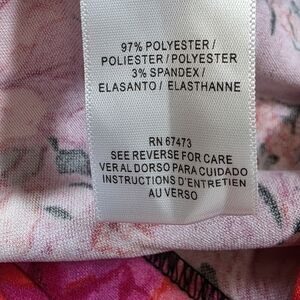 97% POLYESTER /
POLIESTER / POLYESTER
3% SPANDEX /
ELASANTO / ELASTHANNE
RN 67473
SEE REVERSE FOR CARE
VER AL DORSO PARA CUIDADO
INSTRUCTIONS D'ENTRETIEN
AU VERSO